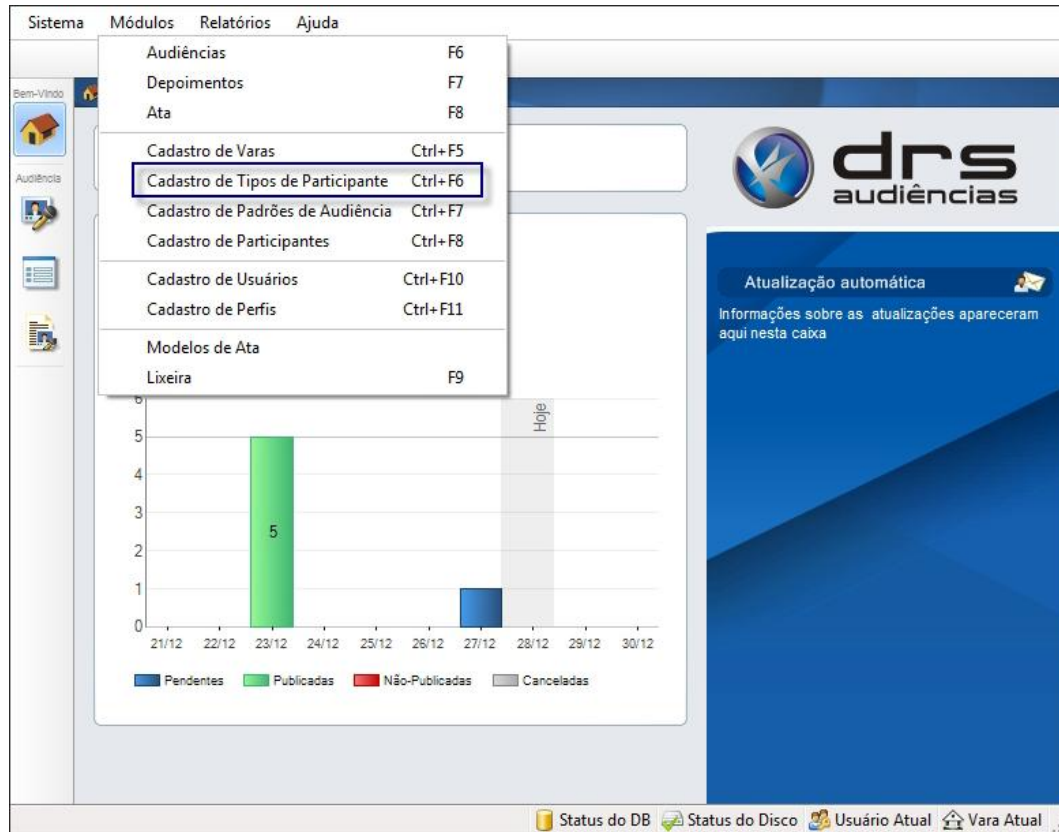 Sistema Módulos Relatórios Ajuda
Audiências F6
Depoimentos F7
Ata F8
Cadastro de Varas Ctrl+F5
Cadastro de Tipos de Participante Ctrl+F6
Cadastro de Padrões de Audiência Ctrl+F7
Cadastro de Participantes Ctrl+F8
Cadastro de Usuários Ctrl+F10
Cadastro de Perfis Ctrl+F11
Modelos de Ata
Lixeira F9
Bem-Vindo
Audiência
drs
audiências
Atualização automática
Informações sobre as atualizações apareceram
aqui nesta caixa
Hoje
6
5
4
3
2
1
0
5
21/12 22/12 23/12 24/12 25/12 26/12 27/12 28/12 29/12 30/12
Pendentes Publicadas Não-Publicadas Canceladas
Status do DB Status do Disco Usuário Atual Vara Atual